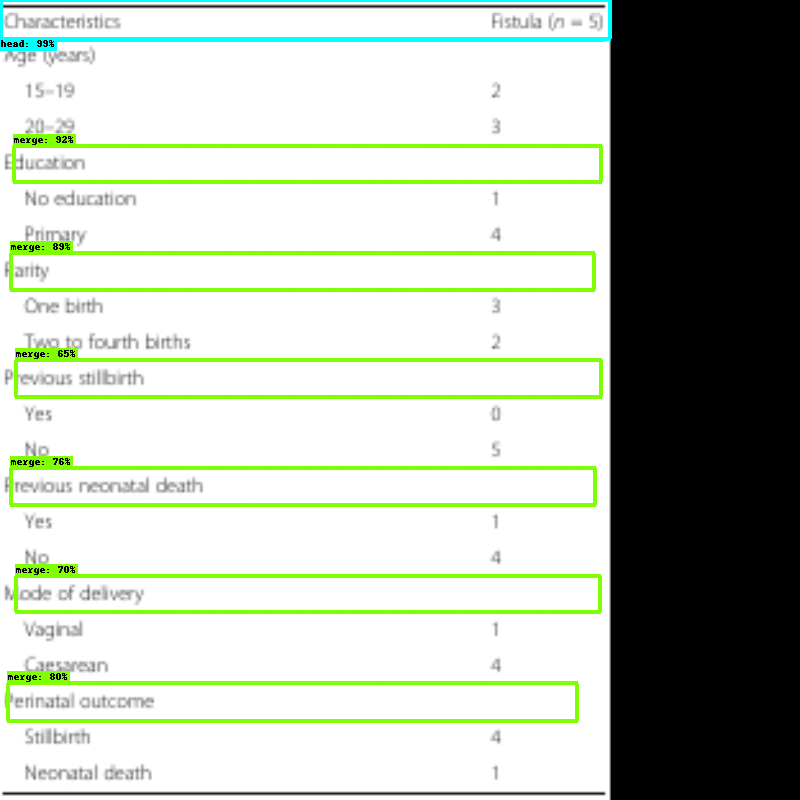 Characteristics Fistula (n = 5)
head: 99%
Age (years)
15–19 2
20–29 3
merge: 92%
Education
No education 1
Primary 4
merge: 89%
Parity
One birth 3
Two to fourth births 2
merge: 65%
Previous stillbirth
Yes 0
No 5
merge: 76%
Previous neonatal death
Yes 1
No 4
merge: 70%
Mode of delivery
Vaginal 1
Caesarean 4
merge: 80%
Perinatal outcome
Stillbirth 4
Neonatal death 1